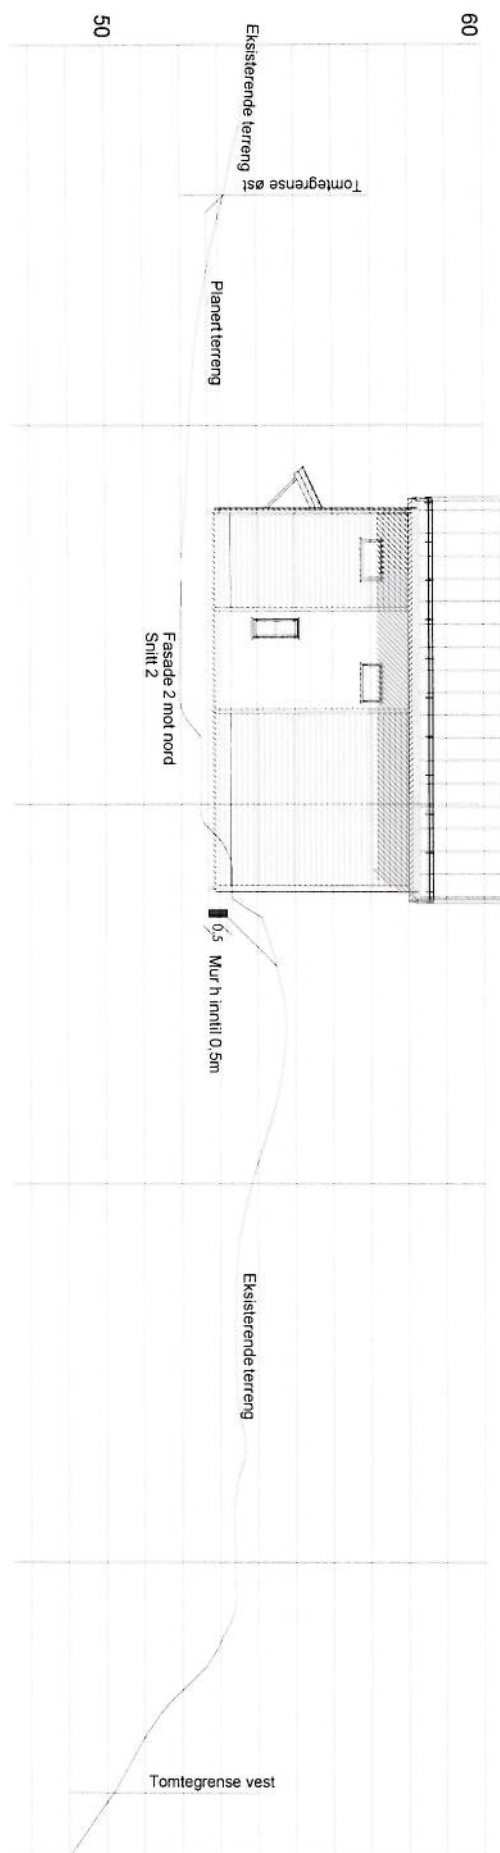 50
60
Eksisterende terreng
Tomtegrense øst
Planert terreng
Fasade 2 mot nord
Snitt 2
0,5
Mur h inntil 0,5m
Eksisterende terreng
Tomtegrense vest